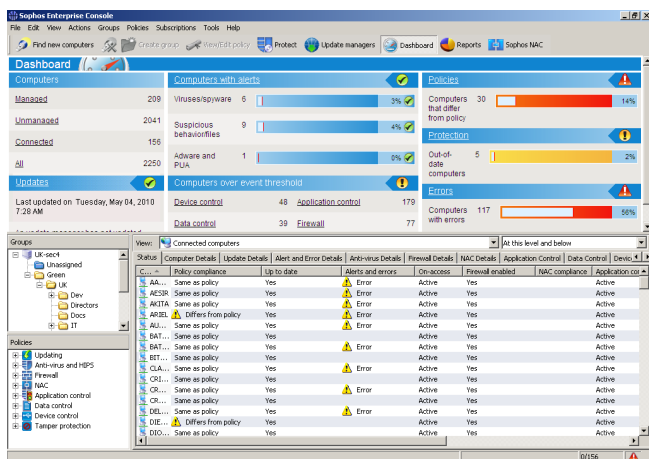 Sophos Enterprise Console
File Edit View Actions Groups Policies Subscriptions Tools Help
Find new computers Create group View/Edit policy Protect Update managers Dashboard Reports Sophos NAC
Dashboard
Computers
Managed 209
Unmanaged 2041
Connected 156
All 2250
Updates
Last updated on Tuesday, May 04, 2010
7:28 AM
Computers with alerts
Viruses/spyware 6 3%
Suspicious
behavior/files 9 4%
Adware and
PUA 1 0%
Computers over event threshold
Device control 48 Application control 179
Data control 39 Firewall 77
Policies
Computers
that differ
from policy 30 14%
Protection
Out-of-
date
computers 5 2%
Errors
Computers
with errors 117 56%
Groups
UK-sec4
Unassigned
Green
UK
Dev
Directors
Docs
IT
Policies
Updating
Anti-virus and HIPS
Firewall
NAC
Application control
Data control
Device control
Tamper protection
View: Connected computers At this level and below
Status Computer Details Update Details Alert and Error Details Anti-virus Details Firewall Details NAC Details Application Control Data Control Devic
C... Policy compliance Up to date Alerts and errors On-access Firewall enabled NAC compliance Application cor
AA... Same as policy Yes Error Active Yes Active
AESIR Same as policy Yes Error Active Yes Active
AKITA Same as policy Yes Error Active Yes Active
ARIEL Differs from policy Yes Error Active Yes Active
AU... Same as policy Yes Error Active Yes Active
BAT... Same as policy Yes Active Yes Active
BAT... Same as policy Yes Error Active Yes Active
BIT... Same as policy Yes Active Yes Active
CLA... Same as policy Yes Error Active Yes Active
CRI... Same as policy Yes Active Yes Active
CR... Same as policy Yes Error Active Yes Active
CR... Same as policy Yes Active Yes Active
DEL... Same as policy Yes Error Active Yes Active
DIE... Differs from policy Yes Active Yes Active
DIO... Same as policy Yes Active Yes Active
0/156